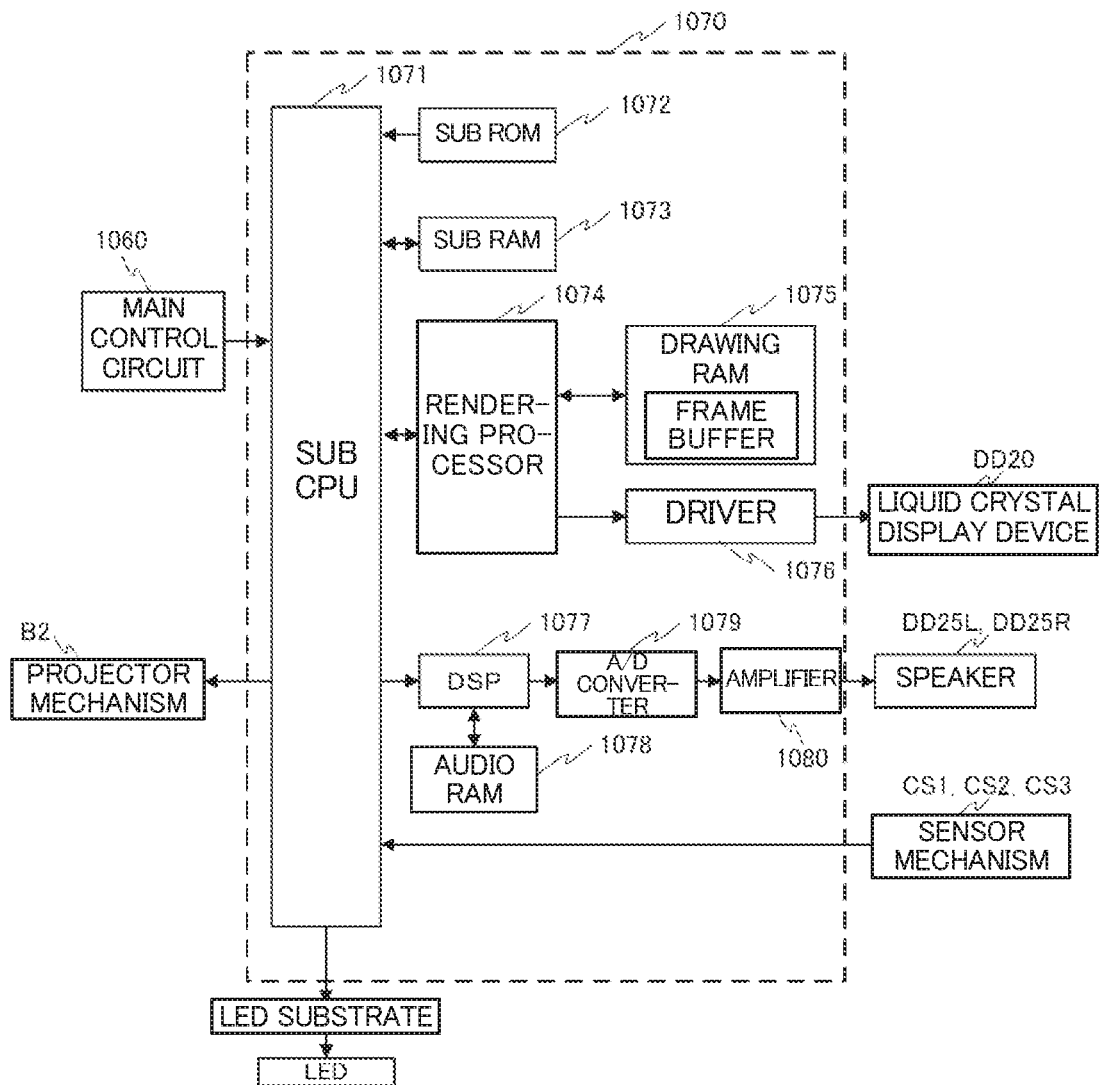 1070
1071
1072
SUB ROM
1073
SUB RAM
1060
MAIN
CONTROL
CIRCUIT
1074
1075
DRAWING
RAM
FRAME
BUFFER
RENDER-
ING PRO-
CESSOR
SUB
CPU
DD20
LIQUID CRYSTAL
DISPLAY DEVICE
DRIVER
1076
B2
PROJECTOR
MECHANISM
1077
DSP
1079
A/D
CONVER-
TER
AMPLIFIER
1080
DD25L, DD25R
SPEAKER
1078
AUDIO
RAM
CS1, CS2, CS3
SENSOR
MECHANISM
LED SUBSTRATE
LED